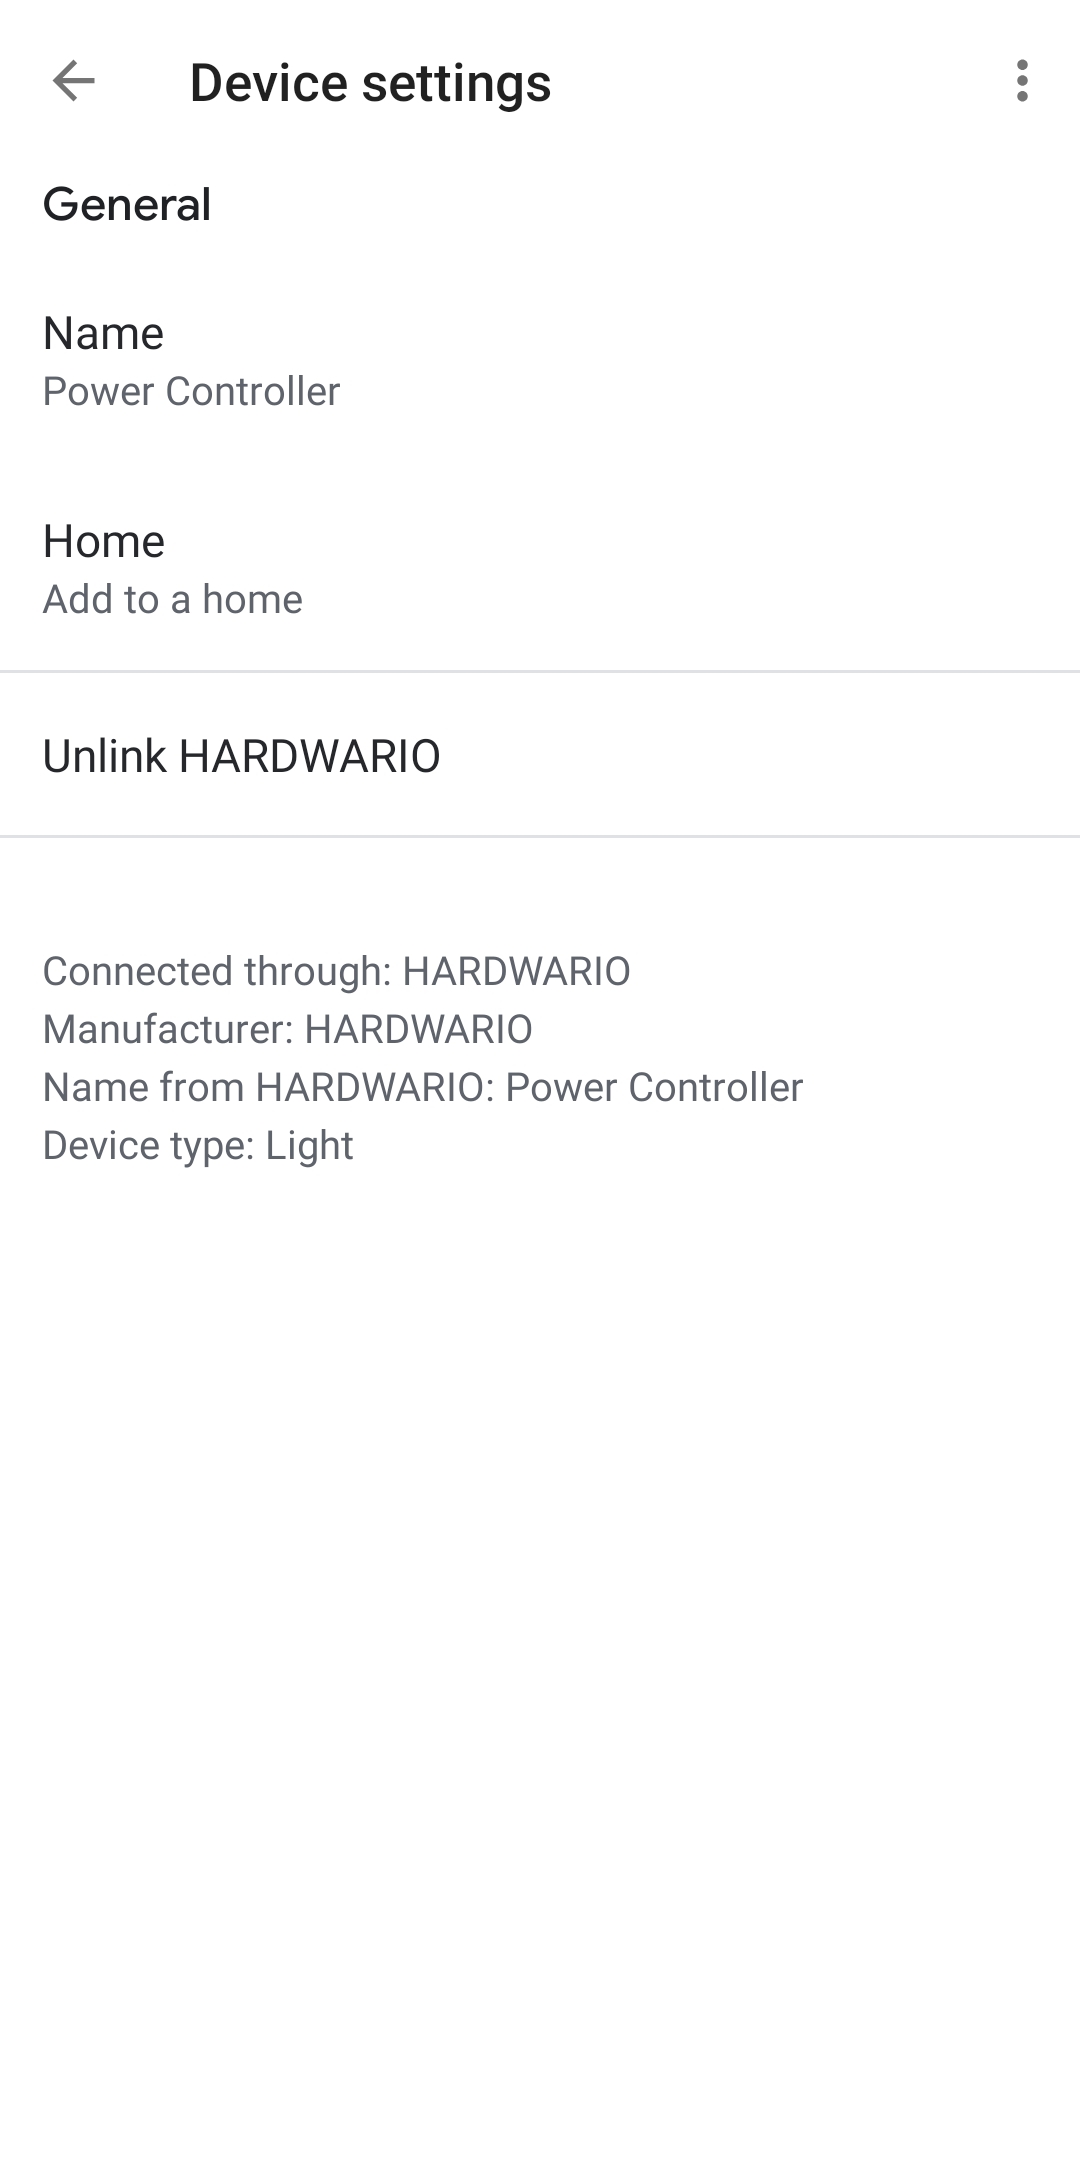 Device settings
General
Name
Power Controller
Home
Add to a home
Unlink HARDWARIO
Connected through: HARDWARIO
Manufacturer: HARDWARIO
Name from HARDWARIO: Power Controller
Device type: Light